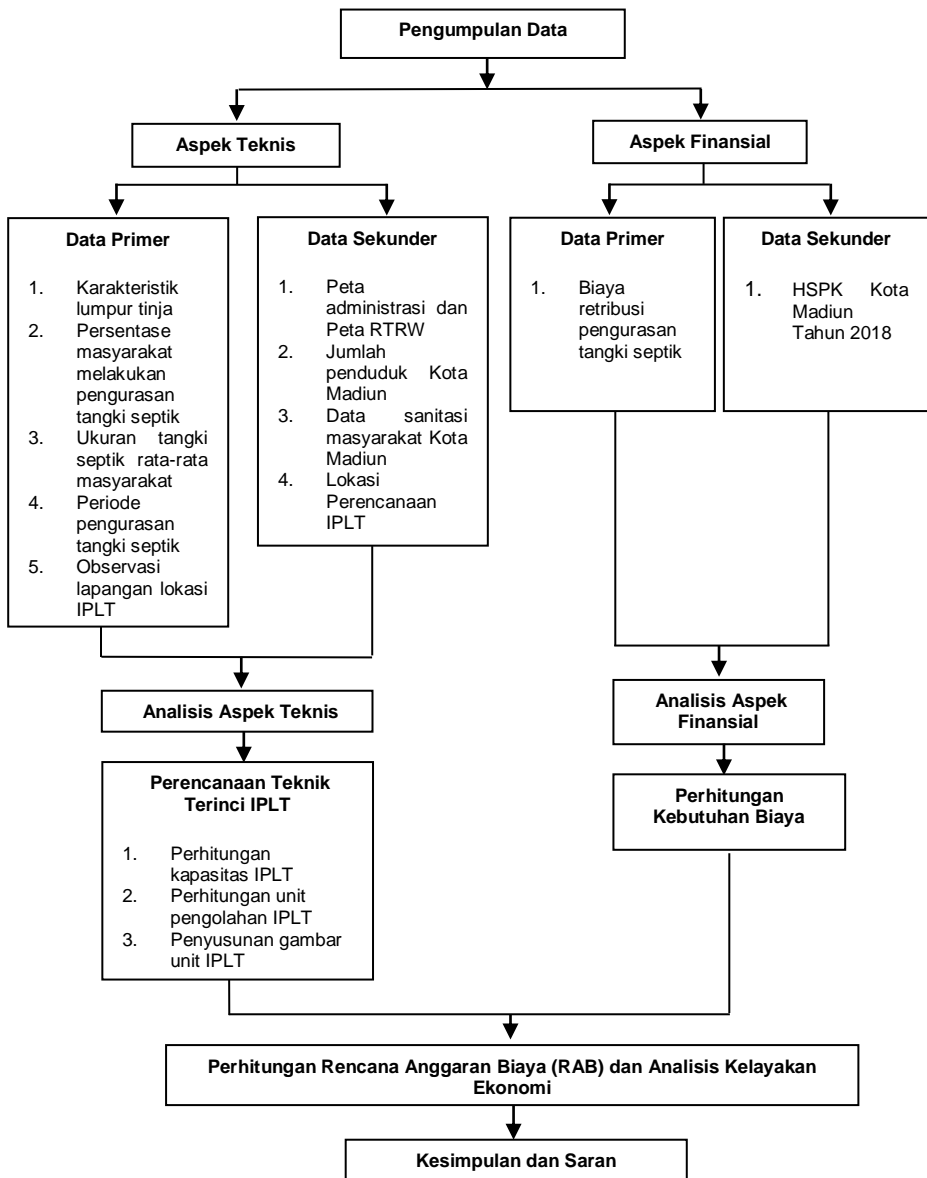 Pengumpulan Data
Aspek Teknis
Aspek Finansial
Data Primer
1. Karakteristik
lumpur tinja
2. Persentase
masyarakat
melakukan
pengurasan
tangki septik
3. Ukuran tangki
septik rata-rata
masyarakat
4. Periode
pengurasan
tangki septik
5. Observasi
lapangan lokasi
IPLT
Data Sekunder
1. Peta
administrasi dan
Peta RTRW
2. Jumlah
penduduk Kota
Madiun
3. Data sanitasi
masyarakat Kota
Madiun
4. Lokasi
Perencanaan
IPLT
Data Primer
1. Biaya
retribusi
pengurasan
tangki septik
Data Sekunder
1. HSPK Kota
Madiun
Tahun 2018
Analisis Aspek Teknis
Analisis Aspek
Finansial
Perencanaan Teknik
Terinci IPLT
1. Perhitungan
kapasitas IPLT
2. Perhitungan unit
pengolahan IPLT
3. Penyusunan gambar
unit IPLT
Perhitungan
Kebutuhan Biaya
Perhitungan Rencana Anggaran Biaya (RAB) dan Analisis Kelayakan
Ekonomi
Kesimpulan dan Saran